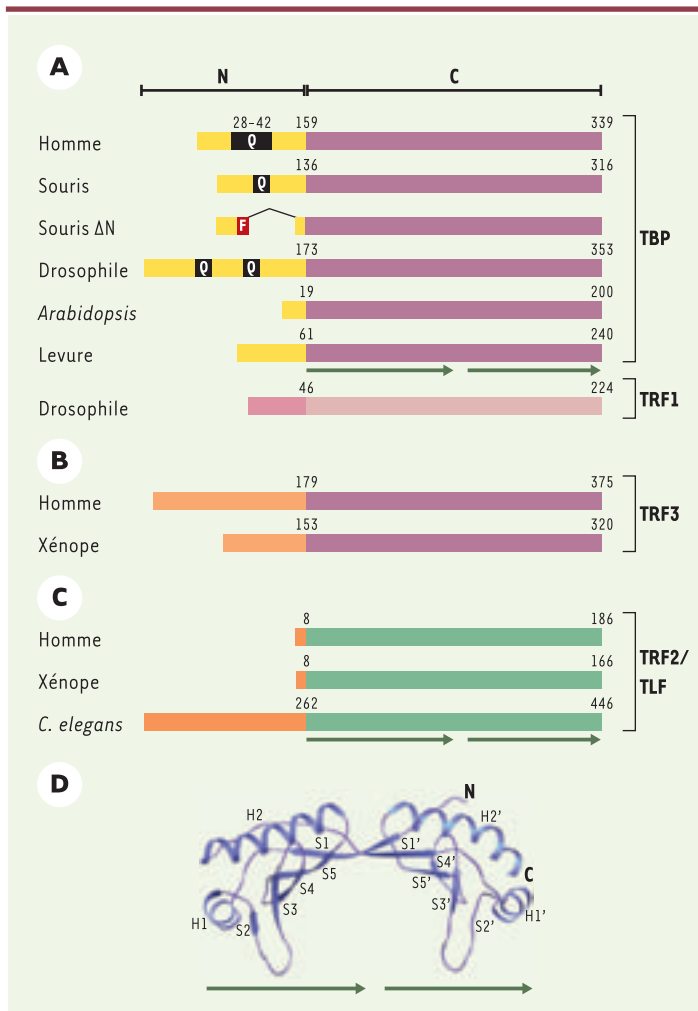 A
N C
28–42 159 339
Homme Q
136 316
Souris Q
Souris ΔN F
TBP
173 353
Drosophile Q Q
19 200
Arabidopsis
61 240
Levure
46 224
TRF1
Drosophile
B
179 375
Homme
TRF3
153 320
Xénope
C
8 186
Homme
TRF2/
8 166
Xénope
TLF
262 446
C. elegans
D
N
H2 H2'
S1 S1'
S4'
S5 S5'
C
S4
S3 S3'
H1 H1'
S2 S2'